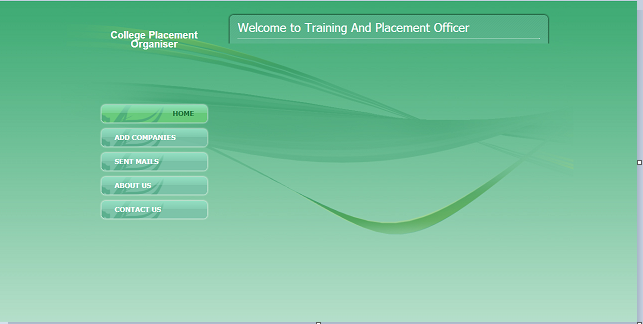 College Placement
Organiser
Welcome to Training And Placement Officer
HOME
ADD COMPANIES
SENT MAILS
ABOUT US
CONTACT US